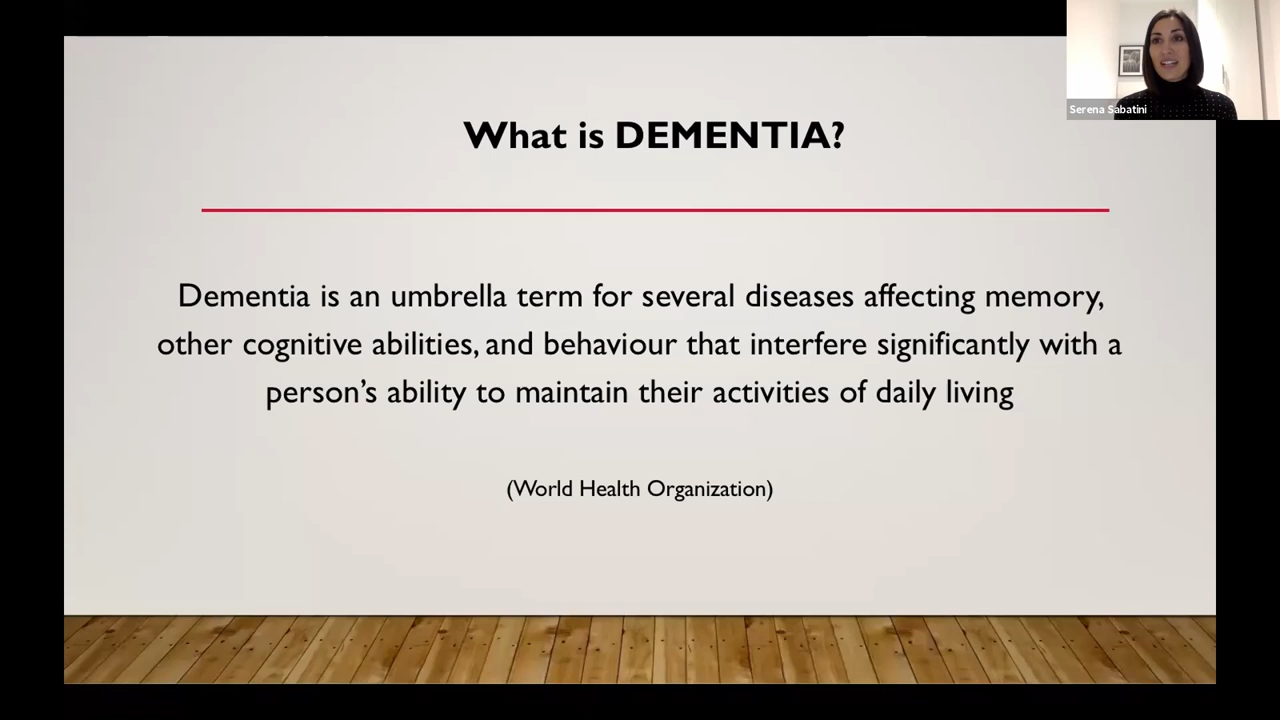 What is DEMENTIA?
Dementia is an umbrella term for several diseases affecting memory,
other cognitive abilities, and behaviour that interfere significantly with a
person's ability to maintain their activities of daily living
(World Health Organization)
Serena Sabatini